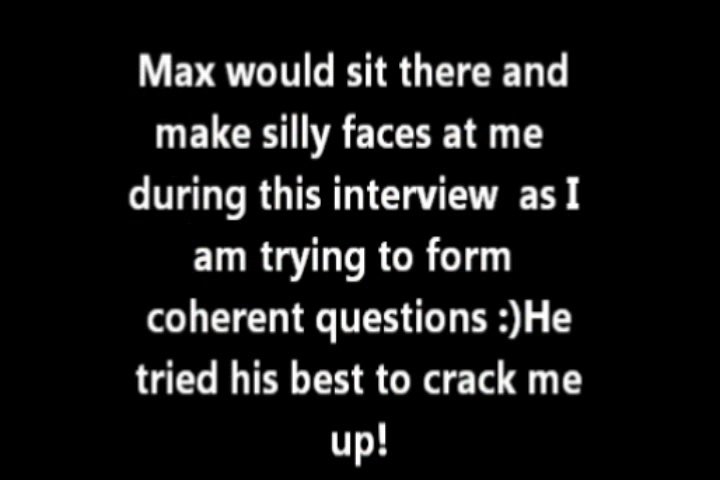 Max would sit there and
make silly faces at me
during this interview  as I
am trying to form
coherent questions :)He
tried his best to crack me
up!